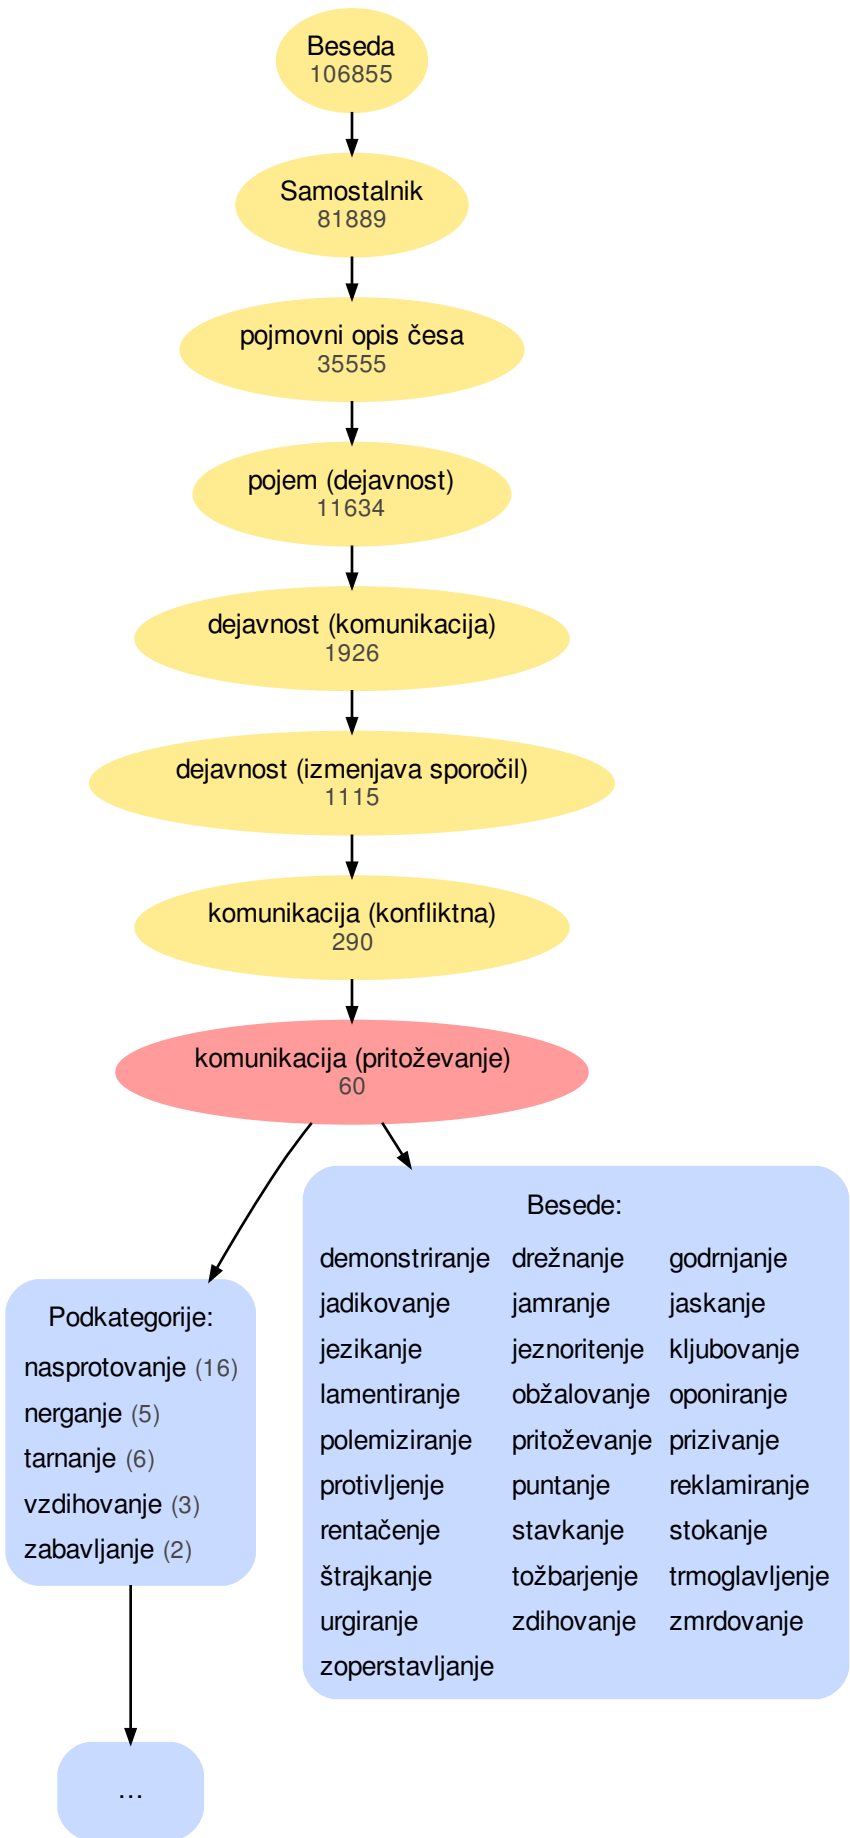 Beseda
106855
Samostalnik
81889
pojmovni opis česa
35555
pojem (dejavnost)
11634
dejavnost (komunikacija)
1926
dejavnost (izmenjava sporočil)
1115
komunikacija (konfliktna)
290
komunikacija (pritoževanje)
60
Podkategorije:
nasprotovanje (16)
nerganje (5)
tarnanje (6)
vzdihovanje (3)
zabavljanje (2)
...
Besede:
demonstriranje drežnanje godrnjanje
jadikovanje jamranje jaskanje
jezikanje jeznoritenje kljubovanje
lamentiranje obžalovanje oponiranje
polemiziranje pritoževanje prizivanje
protivljenje puntanje reklamiranje
rentačenje stavkanje stokanje
štrajkanje tožbarjenje trmoglavljenje
urgiranje zdihovanje zmrdovanje
zoperstavljanje